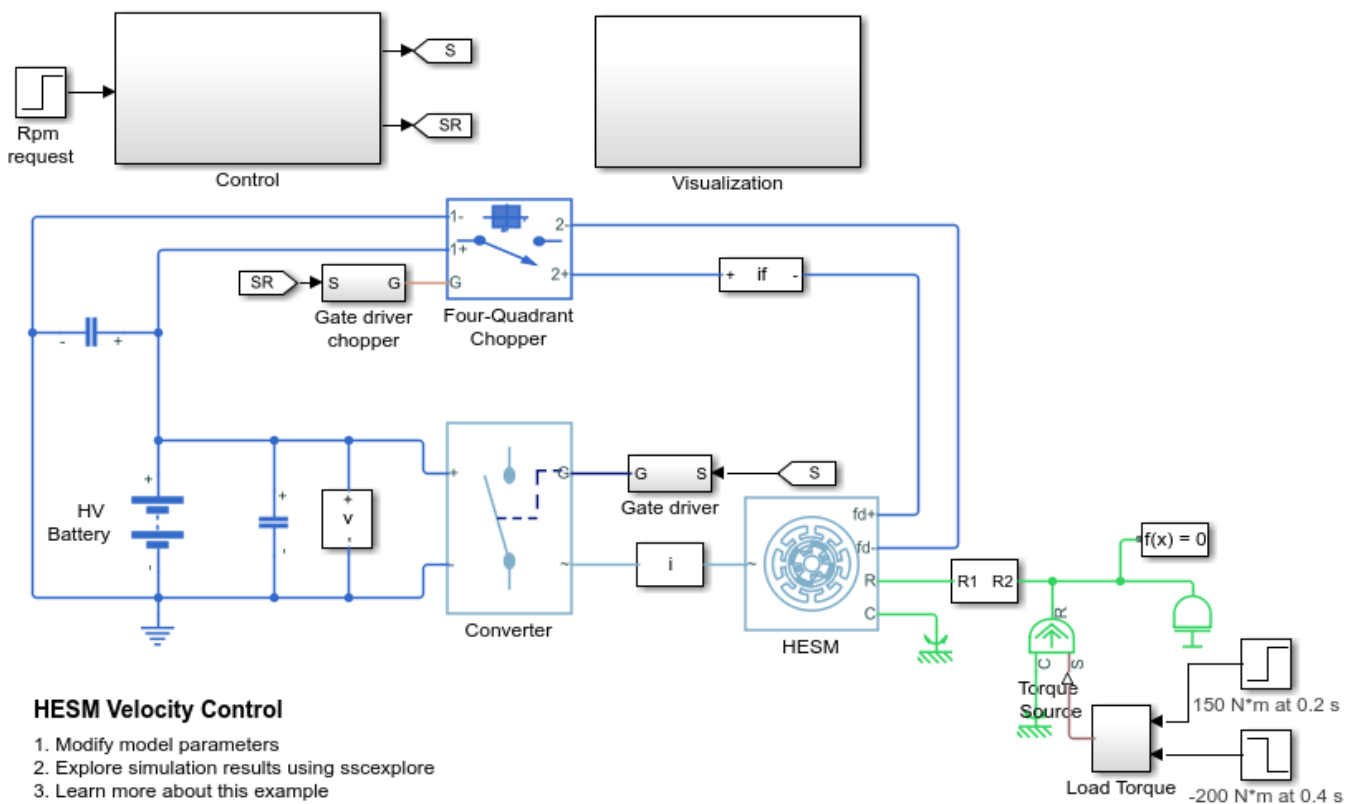 S
Rpm
request
SR
Control
Visualization
1-
2-
1+
SR
S
G
G
2+
+
if
-
Gate driver
chopper
Four-Quadrant
Chopper
-
+
+
+
+
HV
Battery
v
-
-
-
+
-
G
G
S
S
Gate driver
~
i
~
fd+
fd-
R
C
R1
R2
f(x) = 0
Converter
HESM
R
C
S
Torque
Source
150 N*m at 0.2 s
Load Torque
-200 N*m at 0.4 s
HESM Velocity Control
1. Modify model parameters
2. Explore simulation results using sscexplore
3. Learn more about this example